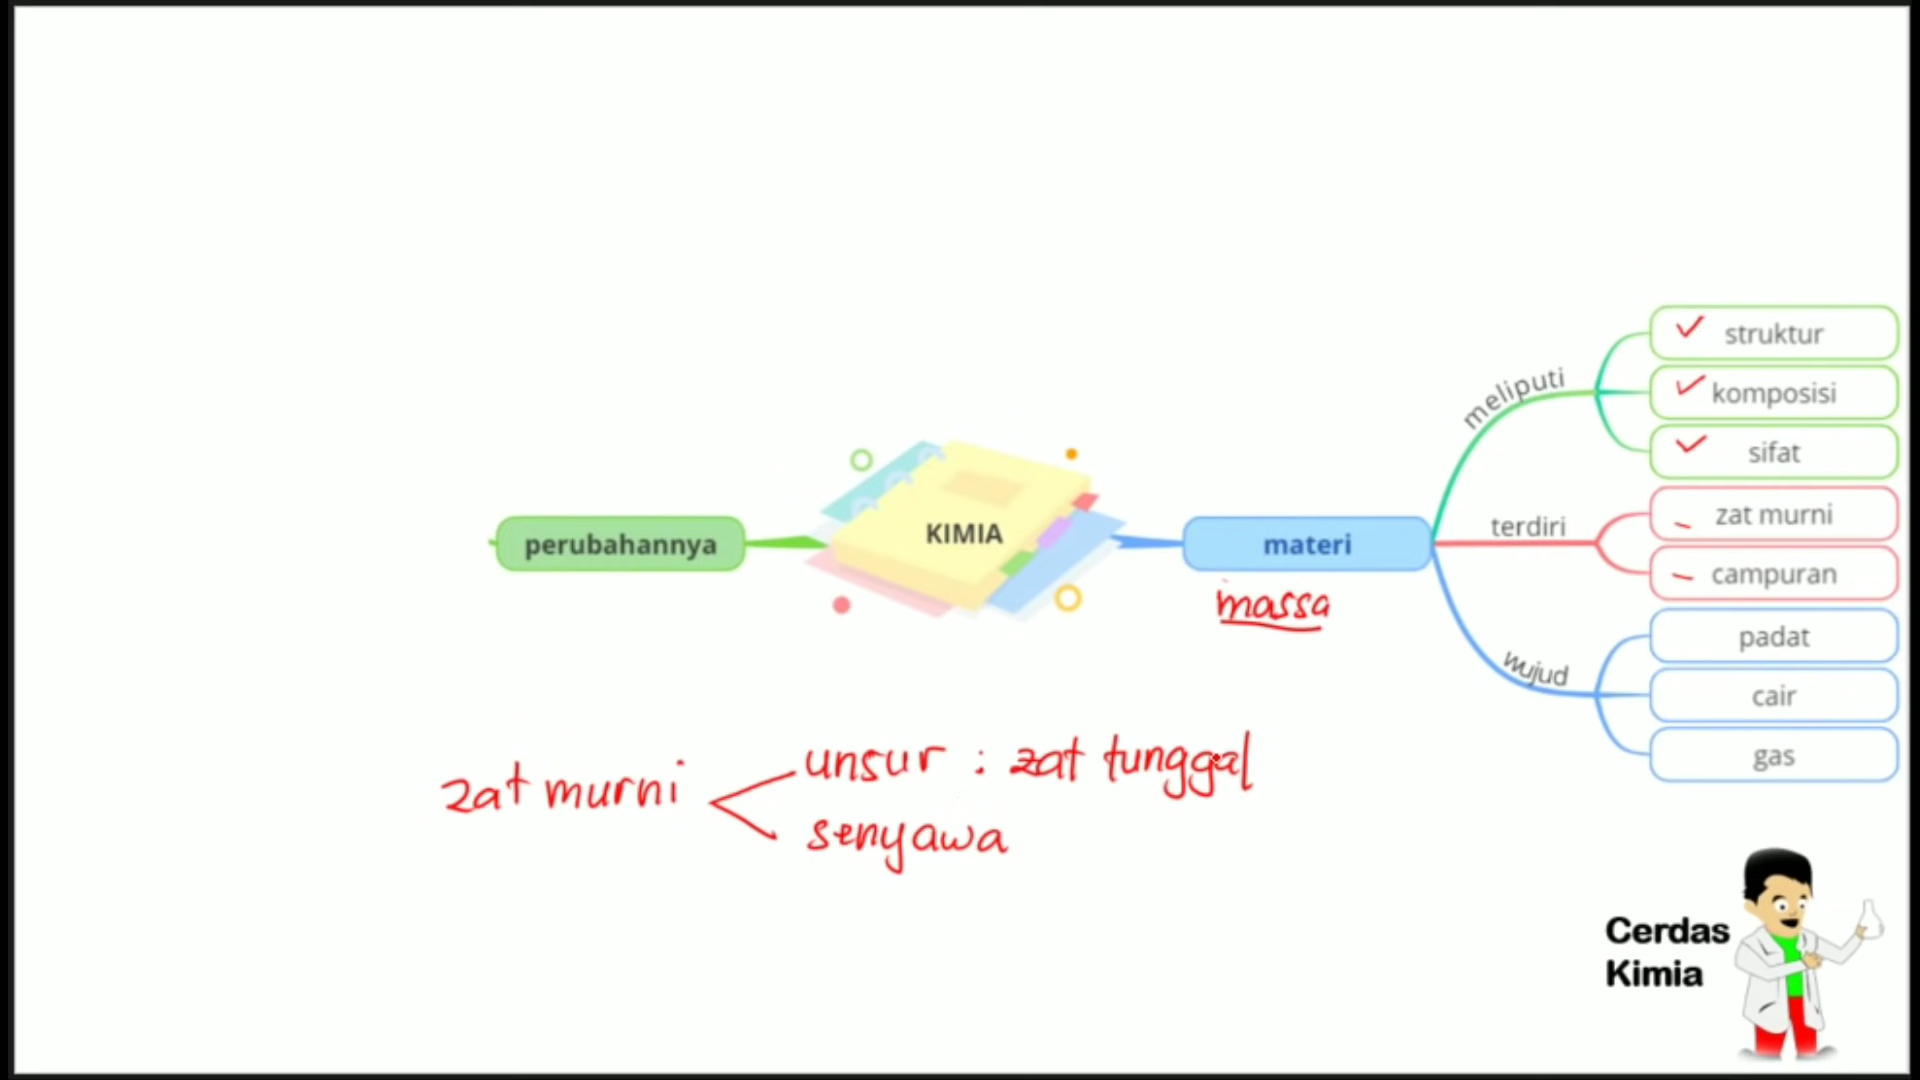 perubahannya
KIMIA
materi
massa
meliputi
struktur
komposisi
sifat
terdiri
zat murni
campuran
wujud
padat
cair
gas
zat murni
unsur : zat tunggal
senyawa
Cerdas
Kimia